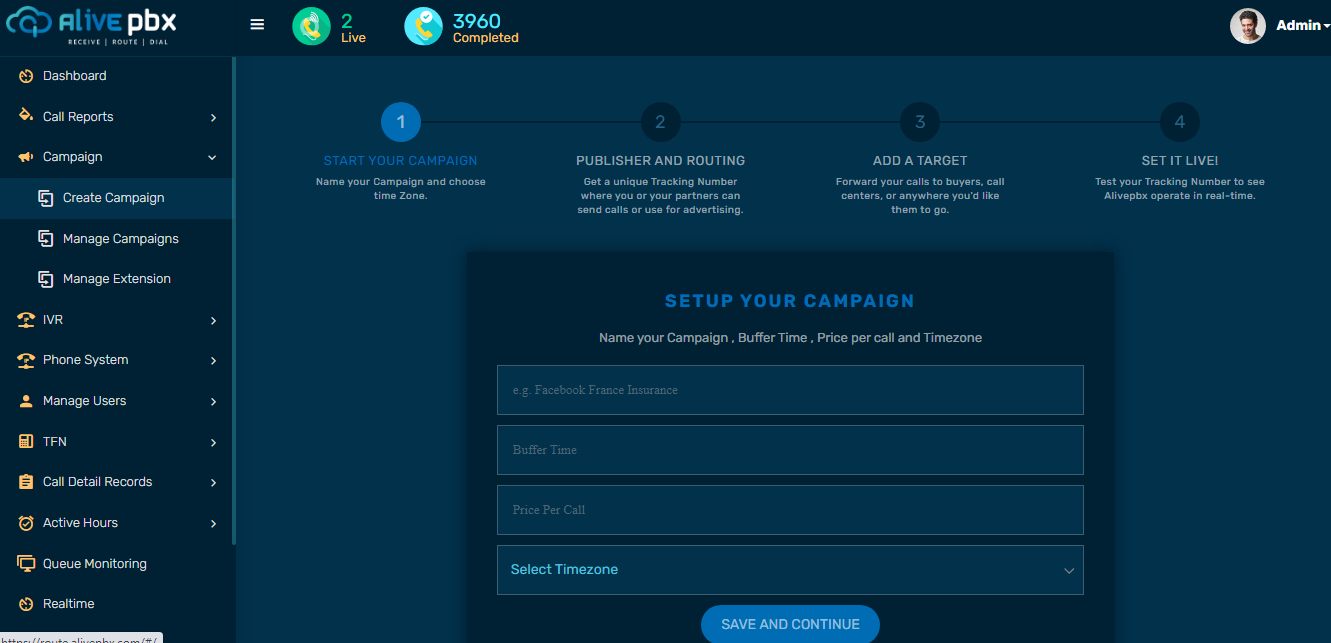 ALivE pbx
RECEIVE | ROUTE | DIAL
2
Live
3960
Completed
Admin
Dashboard
Call Reports
Campaign
Create Campaign
Manage Campaigns
Manage Extension
IVR
Phone System
Manage Users
TFN
Call Detail Records
Active Hours
Queue Monitoring
Realtime
https://route.alivepbx.com/#/
1
START YOUR CAMPAIGN
Name your Campaign and choose
time Zone.
2
PUBLISHER AND ROUTING
Get a unique Tracking Number
where you or your partners can
send calls or use for advertising.
3
ADD A TARGET
Forward your calls to buyers, call
centers, or anywhere you'd like
them to go.
4
SET IT LIVE!
Test your Tracking Number to see
Alivepbx operate in real-time.
SETUP YOUR CAMPAIGN
Name your Campaign , Buffer Time , Price per call and Timezone
e.g. Facebook France Insurance
Buffer Time
Price Per Call
Select Timezone
SAVE AND CONTINUE